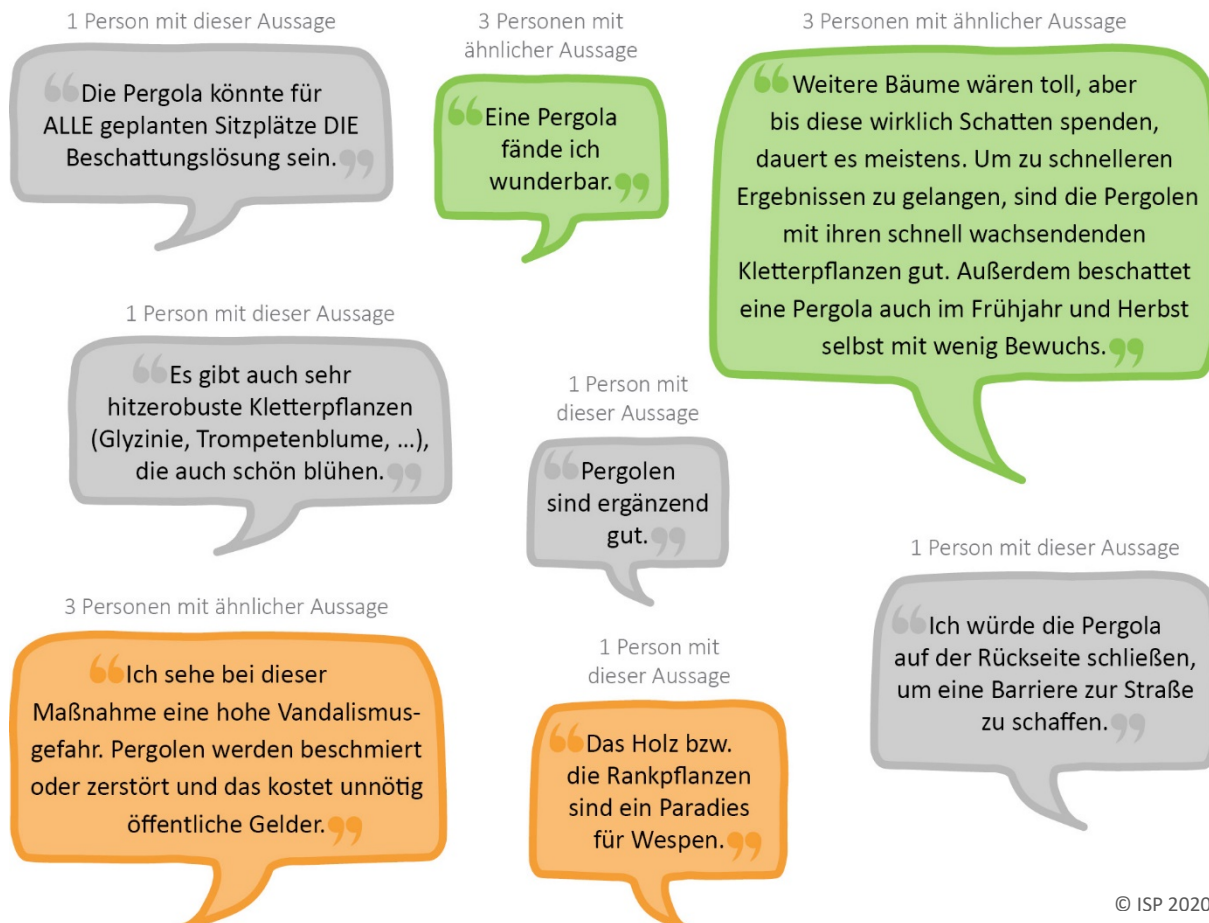 1 Person mit dieser Aussage
“Die Pergola könnte für
ALLE geplanten Sitzplätze DIE
Beschattungslösung sein.”
3 Personen mit
ähnlicher Aussage
“Eine Pergola
fände ich
wunderbar.”
3 Personen mit ähnlicher Aussage
“Weitere Bäume wären toll, aber
bis diese wirklich Schatten spenden,
dauert es meistens. Um zu schnelleren
Ergebnissen zu gelangen, sind die Pergolen
mit ihren schnell wachsendenden
Kletterpflanzen gut. Außerdem beschattet
eine Pergola auch im Frühjahr und Herbst
selbst mit wenig Bewuchs.”
1 Person mit dieser Aussage
“Es gibt auch sehr
hitzerobuste Kletterpflanzen
(Glyzinie, Trompetenblume, ...),
die auch schön blühen.”
1 Person mit
dieser Aussage
“Pergolen
sind ergänzend
gut.”
1 Person mit dieser Aussage
“Ich würde die Pergola
auf der Rückseite schließen,
um eine Barriere zur Straße
zu schaffen.”
3 Personen mit ähnlicher Aussage
“Ich sehe bei dieser
Maßnahme eine hohe Vandalismus-
gefahr. Pergolen werden beschmiert
oder zerstört und das kostet unnötig
öffentliche Gelder.”
1 Person mit
dieser Aussage
“Das Holz bzw.
die Rankpflanzen
sind ein Paradies
für Wespen.”
© ISP 2020